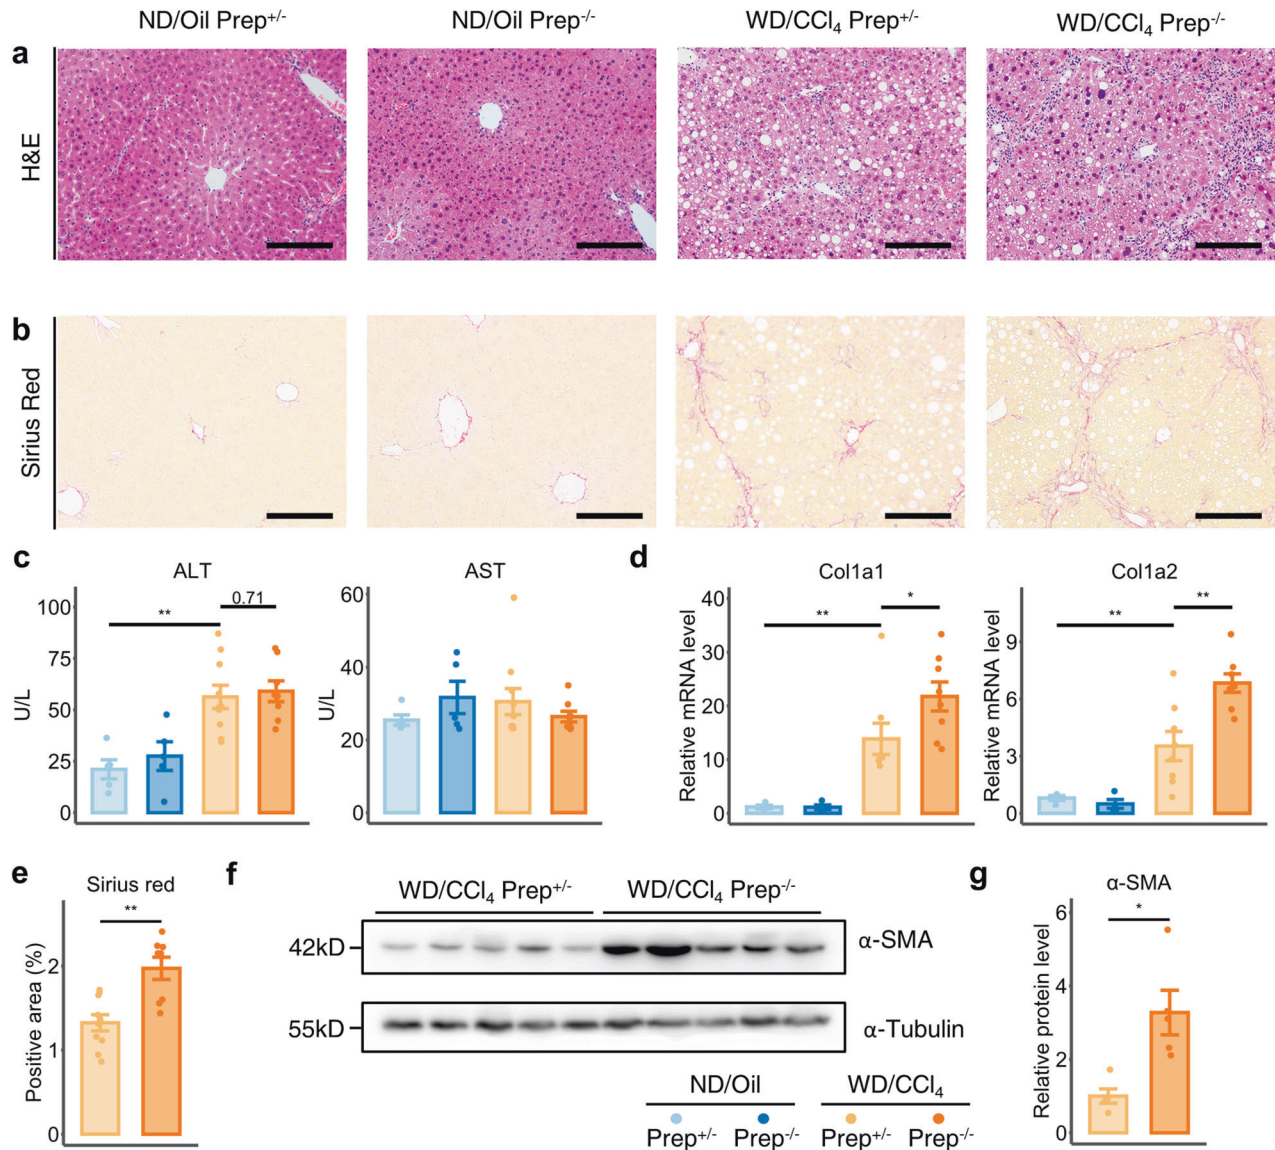 ND/Oil Prep+/-
ND/Oil Prep-/-
WD/CCl4 Prep+/-
WD/CCl4 Prep-/-
a
H&E
b
Sirius Red
c
ALT
U/L
100
75
50
25
0
**
0.71
AST
U/L
60
40
20
0
d
Col1a1
Relative mRNA level
40
30
20
10
0
**
*
Col1a2
Relative mRNA level
9
6
3
0
**
**
e
Sirius red
Positive area (%)
2
1
0
**
f
WD/CCl4 Prep+/-
WD/CCl4 Prep-/-
42kD
α-SMA
55kD
α-Tubulin
ND/Oil
WD/CCl4
Prep+/-
Prep-/-
Prep+/-
Prep-/-
g
α-SMA
Relative protein level
6
4
2
0
*